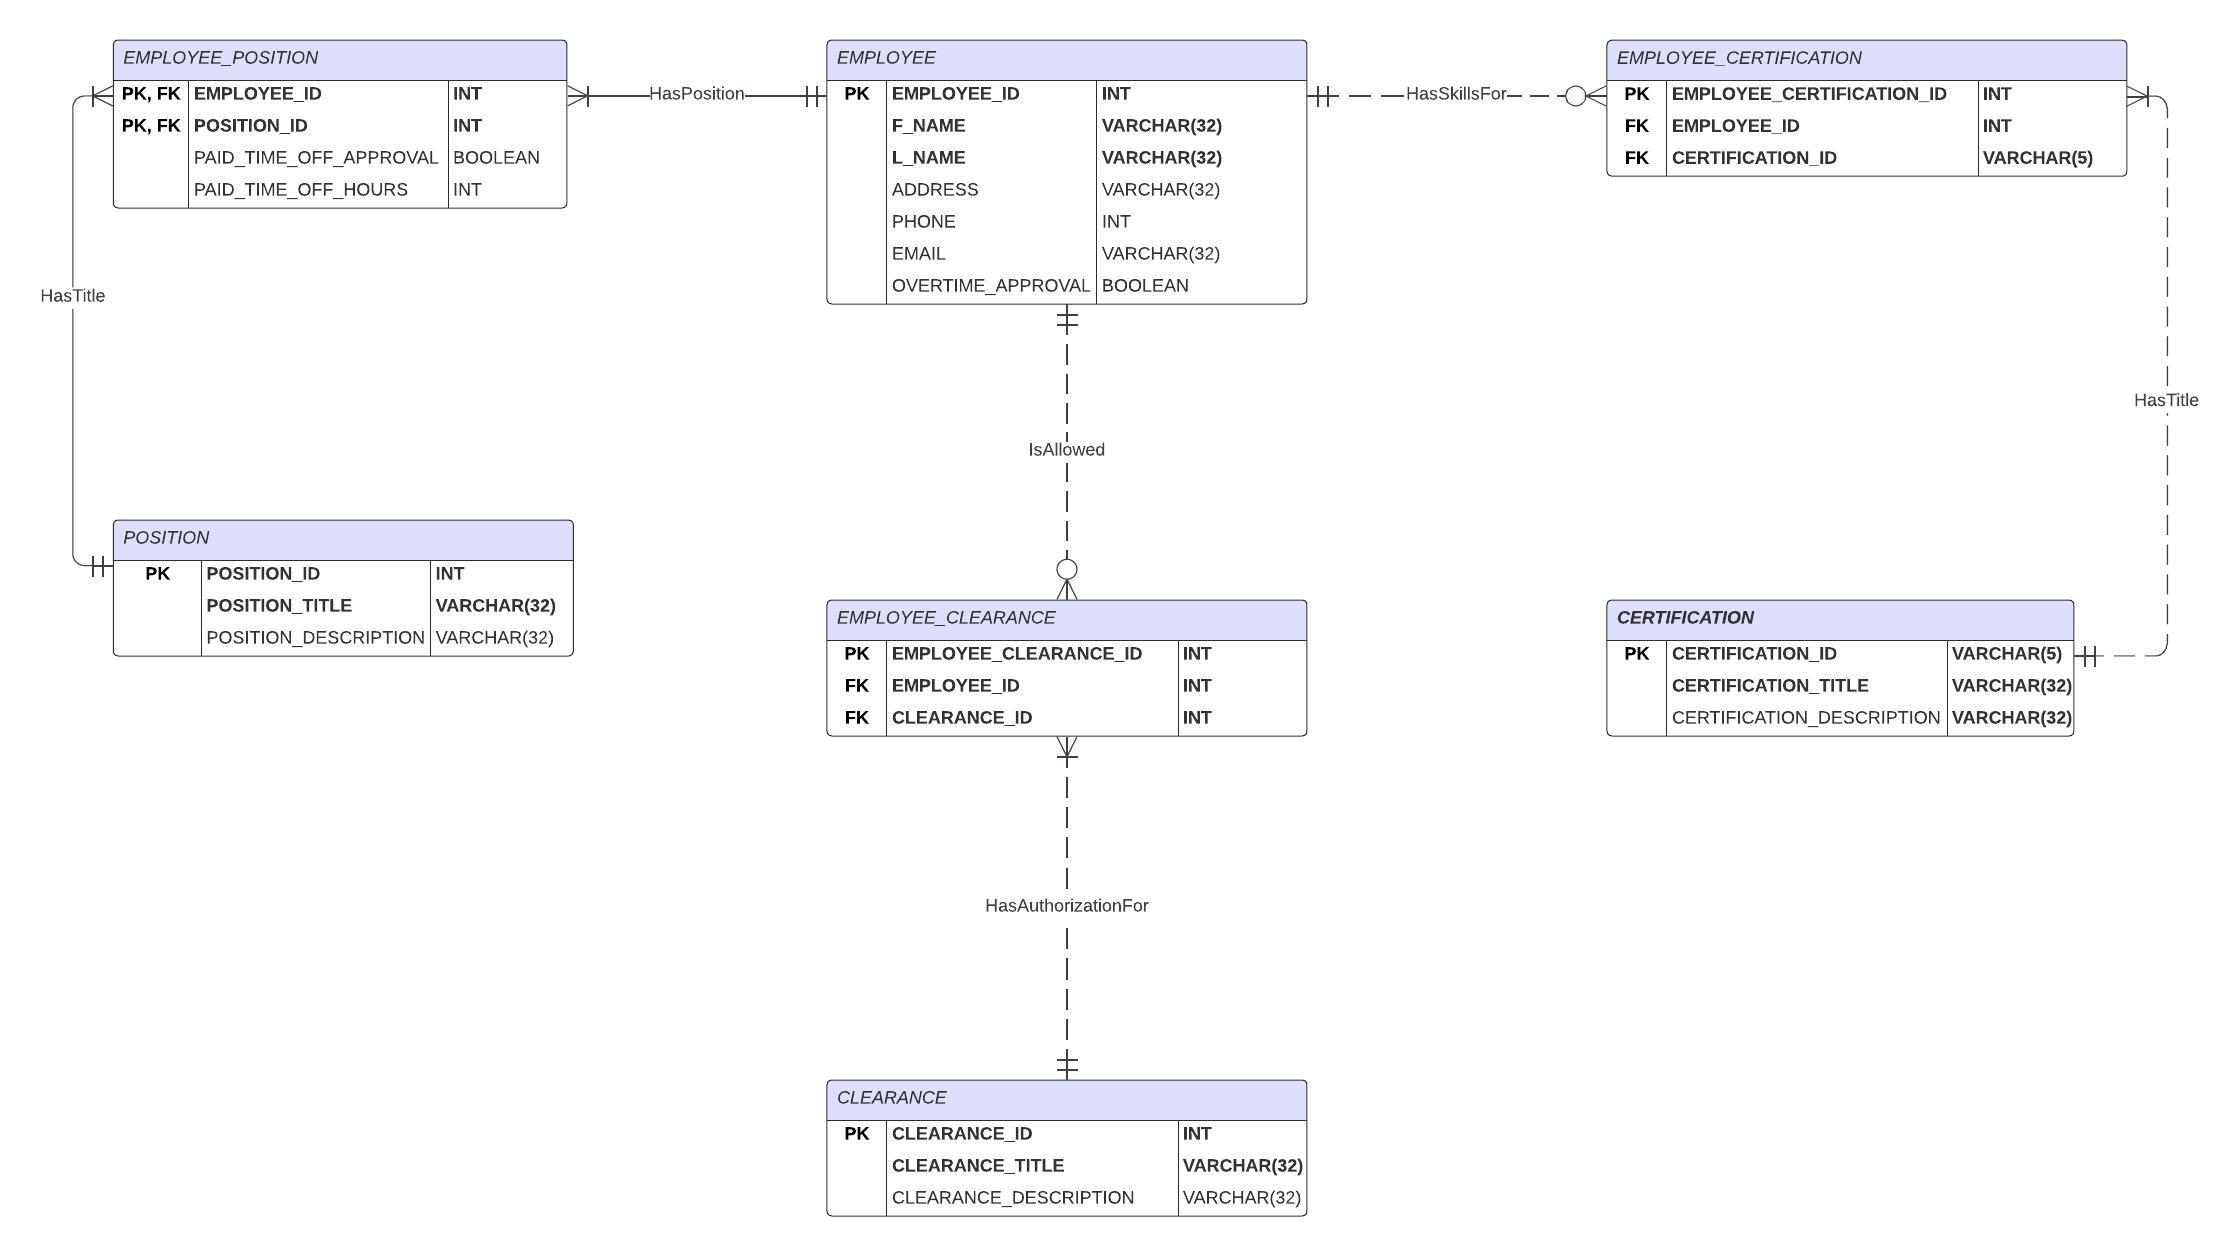 EMPLOYEE_POSITION
PK, FK EMPLOYEE_ID INT
PK, FK POSITION_ID INT
PAID_TIME_OFF_APPROVAL BOOLEAN
PAID_TIME_OFF_HOURS INT
HasPosition
EMPLOYEE
PK EMPLOYEE_ID INT
F_NAME VARCHAR(32)
L_NAME VARCHAR(32)
ADDRESS VARCHAR(32)
PHONE INT
EMAIL VARCHAR(32)
OVERTIME_APPROVAL BOOLEAN
HasSkillsFor
EMPLOYEE_CERTIFICATION
PK EMPLOYEE_CERTIFICATION_ID INT
FK EMPLOYEE_ID INT
FK CERTIFICATION_ID VARCHAR(5)
HasTitle
HasTitle
IsAllowed
POSITION
PK POSITION_ID INT
POSITION_TITLE VARCHAR(32)
POSITION_DESCRIPTION VARCHAR(32)
EMPLOYEE_CLEARANCE
PK EMPLOYEE_CLEARANCE_ID INT
FK EMPLOYEE_ID INT
FK CLEARANCE_ID INT
CERTIFICATION
PK CERTIFICATION_ID VARCHAR(5)
CERTIFICATION_TITLE VARCHAR(32)
CERTIFICATION_DESCRIPTION VARCHAR(32)
HasAuthorizationFor
CLEARANCE
PK CLEARANCE_ID INT
CLEARANCE_TITLE VARCHAR(32)
CLEARANCE_DESCRIPTION VARCHAR(32)